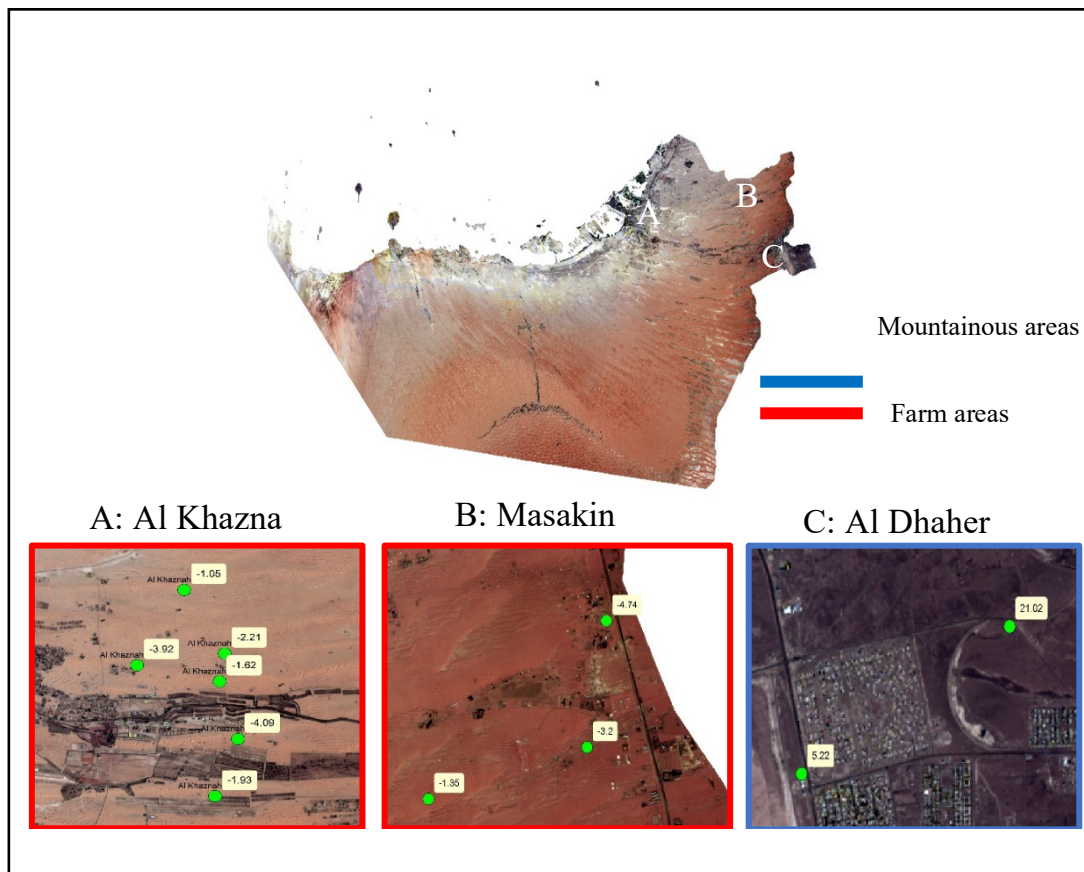 B
A
C
Mountainous areas
Farm areas
A: Al Khazna
B: Masakin
C: Al Dhaher
-1.05
Al Khaznah
-2.21
Al Khaznah
-3.92
Al Khaznah
-1.62
Al Khaznah
-4.09
Al Khaznah
-1.93
Al Khaznah
-4.74
-3.2
-1.35
21.02
5.22